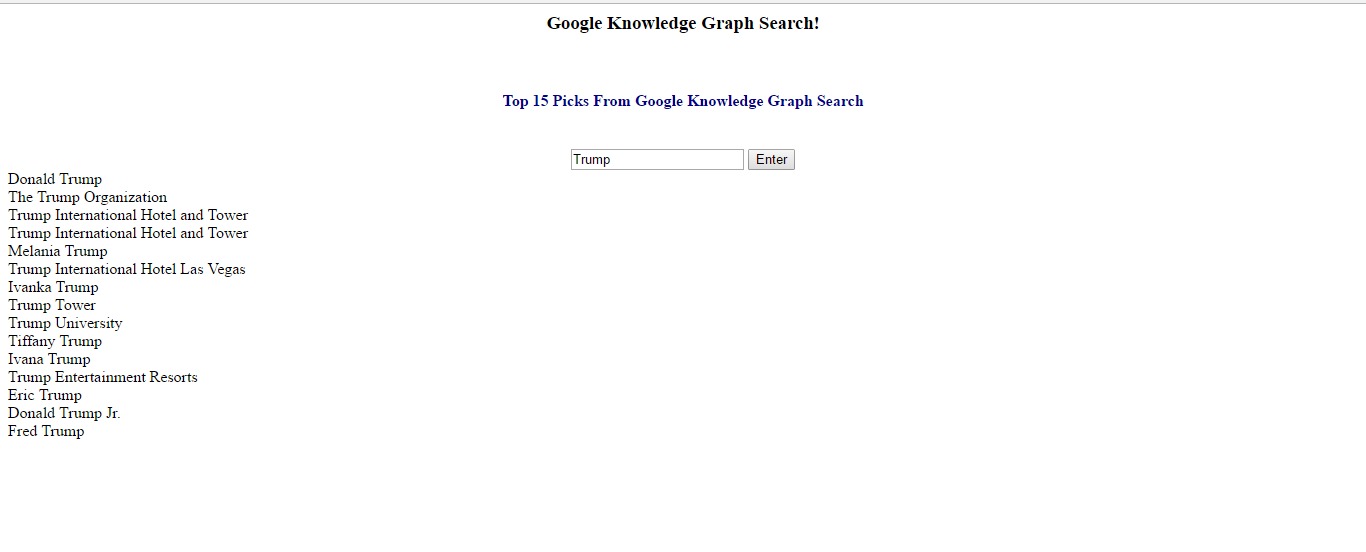 Google Knowledge Graph Search!
Top 15 Picks From Google Knowledge Graph Search
Trump Enter
Donald Trump
The Trump Organization
Trump International Hotel and Tower
Trump International Hotel and Tower
Melania Trump
Trump International Hotel Las Vegas
Ivanka Trump
Trump Tower
Trump University
Tiffany Trump
Ivana Trump
Trump Entertainment Resorts
Eric Trump
Donald Trump Jr.
Fred Trump